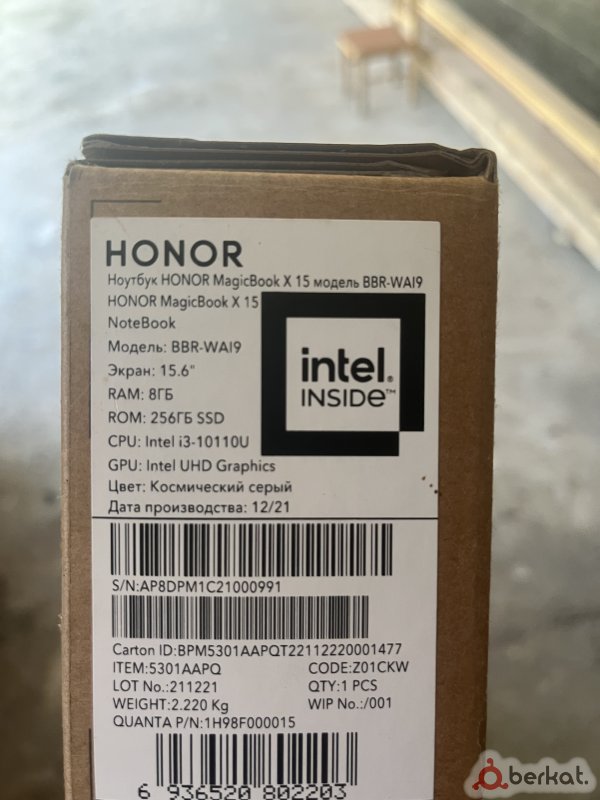 HONOR
Ноутбук HONOR MagicBook X 15 модель BBR-WAI9
HONOR MagicBook X 15
NoteBook
Модель: BBR-WAI9
Экран: 15.6"
RAM: 8ГБ
ROM: 256ГБ SSD
CPU: Intel i3-10110U
GPU: Intel UHD Graphics
Цвет: Космический серый
Дата производства: 12/21
intel.
INSIDE™
S/N:AP8DPM1C21000991
Carton ID:BPM5301AAPQT22112220001477
ITEM:5301AAPQ CODE:Z01CKW
LOT No.:211221 QTY:1 PCS
WEIGHT:2.220 Kg WIP No.:/001
QUANTA P/N:1H98F000015
6 936520 802203
berkat.